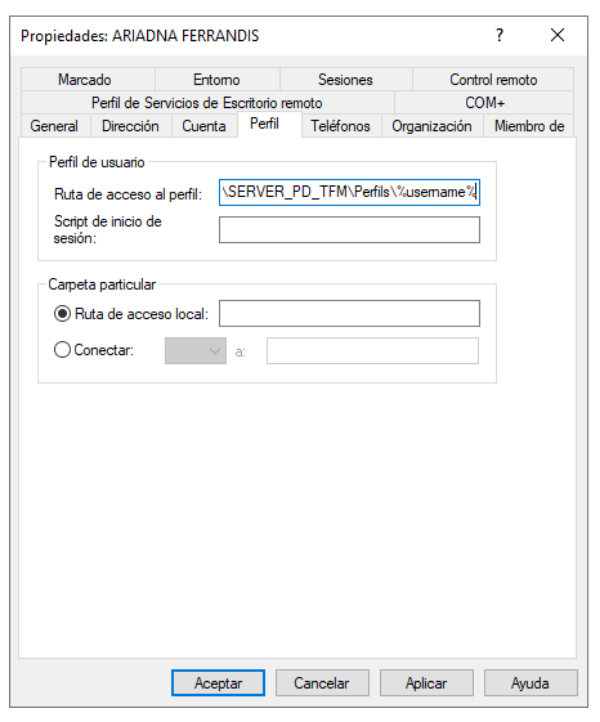 Propiedades: ARIADNA FERRANDIS ? ×
Marcado Entorno Sesiones Control remoto
Perfil de Servicios de Escritorio remoto COM+
General Dirección Cuenta Perfil Teléfonos Organización Miembro de
Perfil de usuario
Ruta de acceso al perfil: \SERVER_PD_TFM\Perfils\%username%
Script de inicio de
sesión:
Carpeta particular
Ruta de acceso local:
Conectar: a:
Aceptar Cancelar Aplicar Ayuda